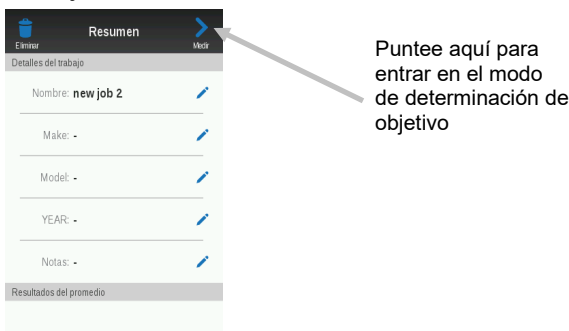 Resumen
Eliminar
Medir
Detalles del trabajo
Nombre: new job 2
Make: -
Model: -
YEAR: -
Notas: -
Resultados del promedio
Puntee aquí para
entrar en el modo
de determinación de
objetivo